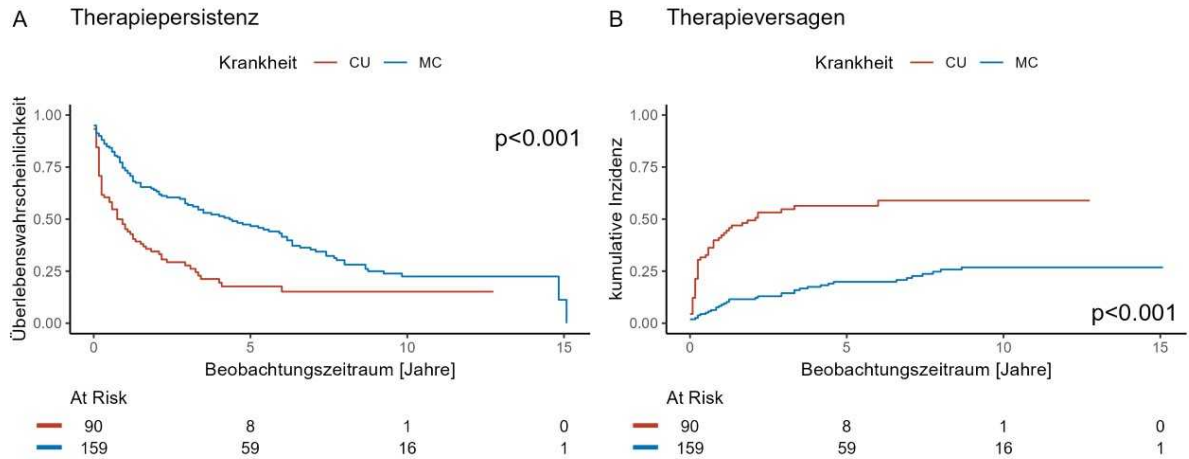 A Therapiepersistenz
Krankheit CU MC
Überlebenswahrscheinlichkeit
1.00
0.75
0.50
0.25
0.00
p<0.001
0 5 10 15
Beobachtungszeitraum [Jahre]
At Risk
90 8 1 0
159 59 16 1
B Therapieversagen
Krankheit CU MC
kumulative Inzidenz
1.00
0.75
0.50
0.25
0.00
p<0.001
0 5 10 15
Beobachtungszeitraum [Jahre]
At Risk
90 8 1 0
159 59 16 1